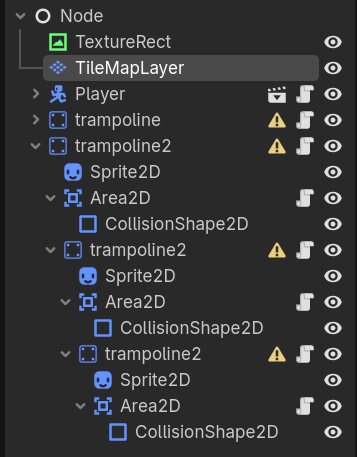 Node
TextureRect
TileMapLayer
Player
trampoline
trampoline2
Sprite2D
Area2D
CollisionShape2D
trampoline2
Sprite2D
Area2D
CollisionShape2D
trampoline2
Sprite2D
Area2D
CollisionShape2D